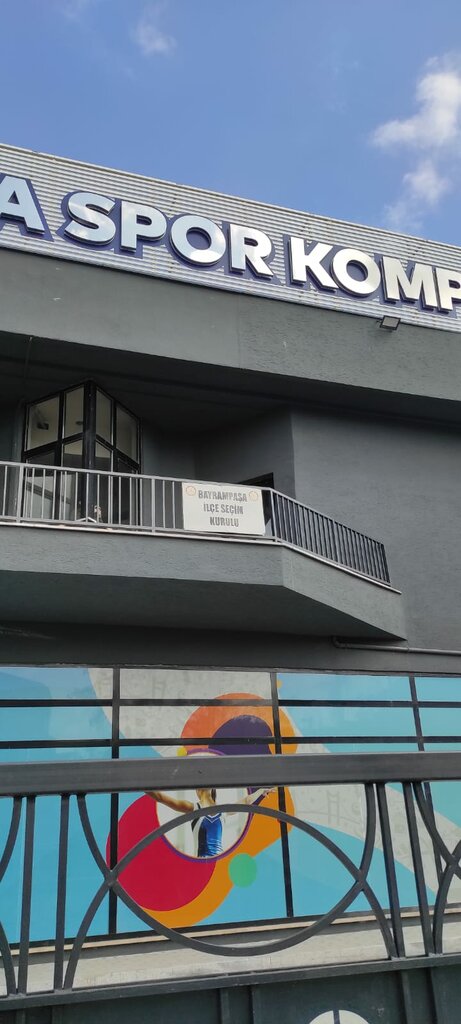 A SPOR KOMP
BAYRAMPAŞA
İLÇE SEÇİM
KURULU